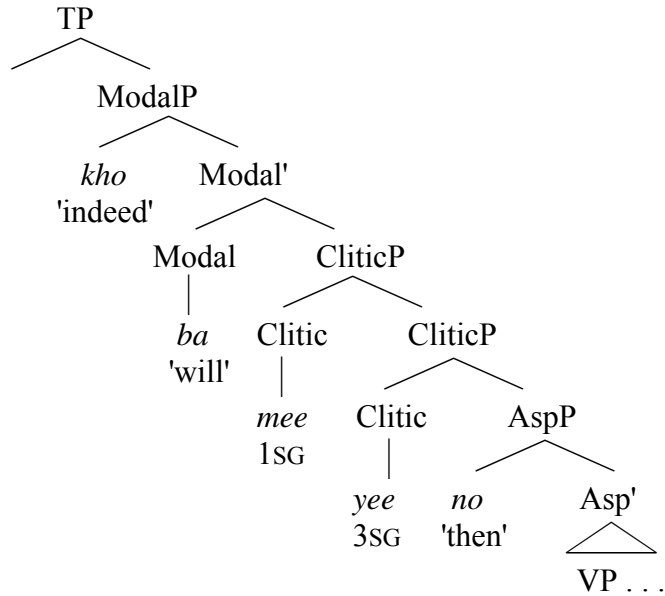 TP
ModalP
kho Modal'
'indeed'
Modal CliticP
ba Clitic CliticP
'will'
mee Clitic AspP
1SG
yee no Asp'
3SG 'then'
VP . . .